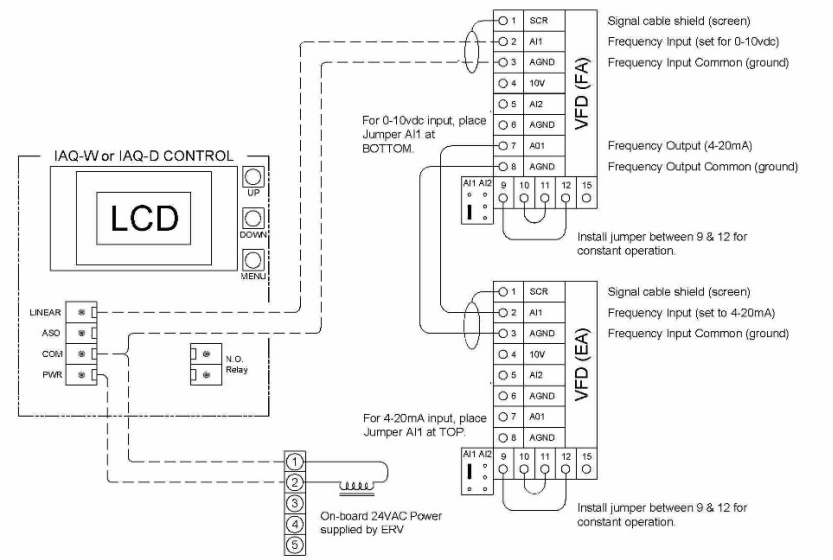 1 SCR Signal cable shield (screen)
2 AI1 Frequency Input (set for 0-10vdc)
3 AGND Frequency Input Common (ground)
4 10V
5 AI2
6 AGND
7 A01 Frequency Output (4-20mA)
8 AGND Frequency Output Common (ground)
VFD (FA)
For 0-10vdc input, place
Jumper AI1 at
BOTTOM.
AI1 AI2 9 10 11 12 15
Install jumper between 9 & 12 for
constant operation.
IAQ-W or IAQ-D CONTROL
LCD
UP
DOWN
MENU
LINEAR
ASO
COM
PWR
N.O.
Relay
1 SCR Signal cable shield (screen)
2 AI1 Frequency Input (set to 4-20mA)
3 AGND Frequency Input Common (ground)
4 10V
5 AI2
6 AGND
7 A01
8 AGND
VFD (EA)
For 4-20mA input, place
Jumper AI1 at TOP.
AI1 AI2 9 10 11 12 15
Install jumper between 9 & 12 for
constant operation.
1
2
3
4
5
On-board 24VAC Power
supplied by ERV